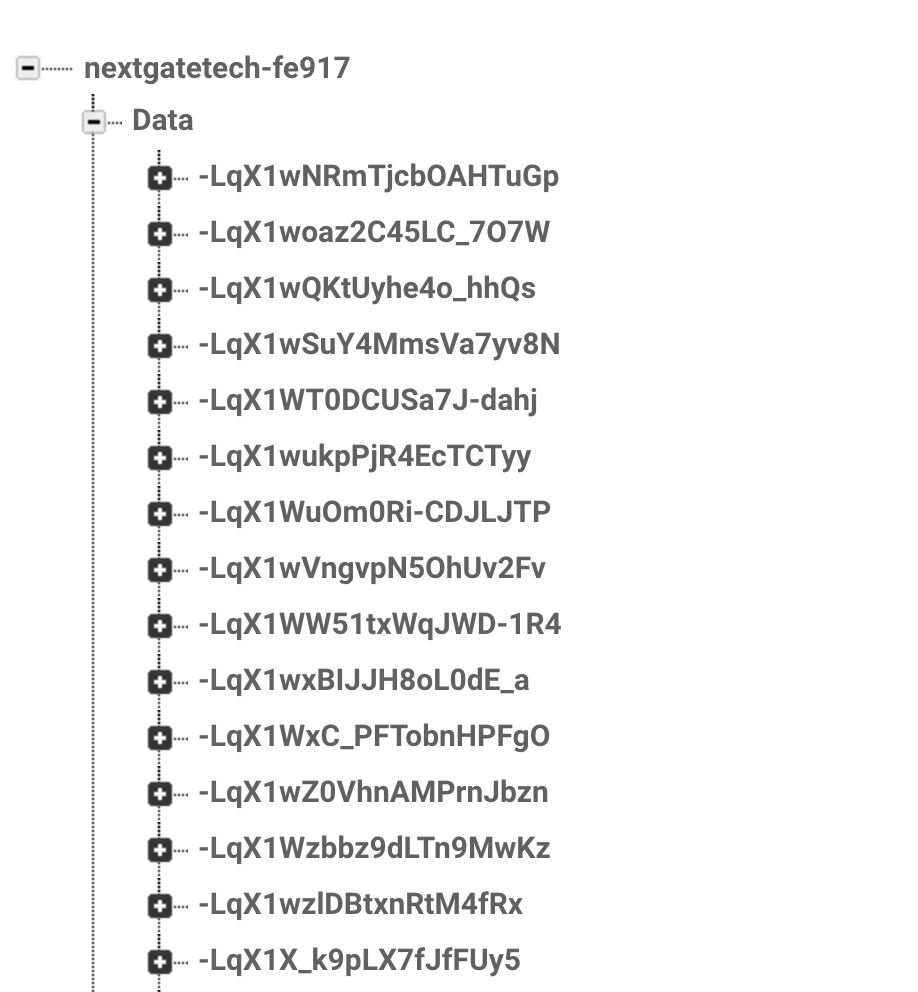 nextgatetech-fe917
Data
-LqX1wNRmTjcbOAHTuGp
-LqX1woaz2C45LC_7O7W
-LqX1wQKtUyhe4o_hhQs
-LqX1wSuY4MmsVa7yv8N
-LqX1WT0DCUSa7J-dahj
-LqX1wukpPjR4EcTCTyy
-LqX1WuOm0Ri-CDJLJTP
-LqX1wVngvpN5OhUv2Fv
-LqX1WW51txWqJWD-1R4
-LqX1wxBIJJH8oL0dE_a
-LqX1WxC_PFTobnHPFgO
-LqX1wZ0VhnAMPrnJbzn
-LqX1Wzbbz9dLTn9MwKz
-LqX1wzlDBtxnRtM4fRx
-LqX1X_k9pLX7fJfFUy5